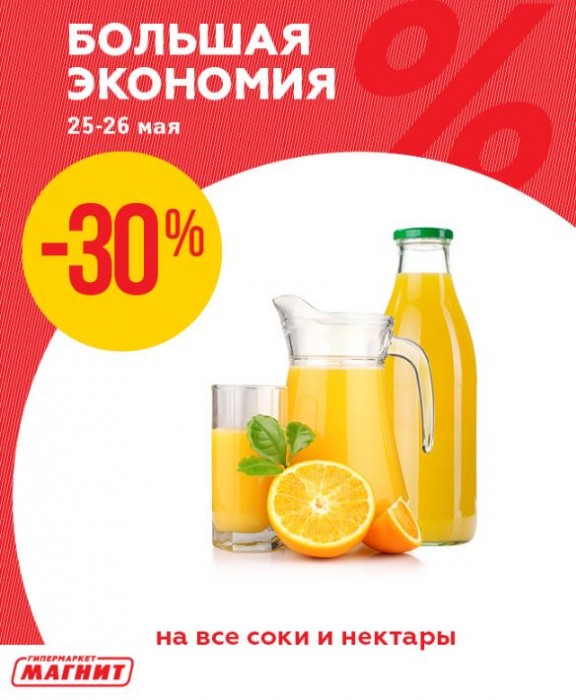 БОЛЬШАЯ
ЭКОНОМИЯ
25-26 мая
-30%
на все соки и нектары
ГИПЕРМАРКЕТ
МАГНИТ